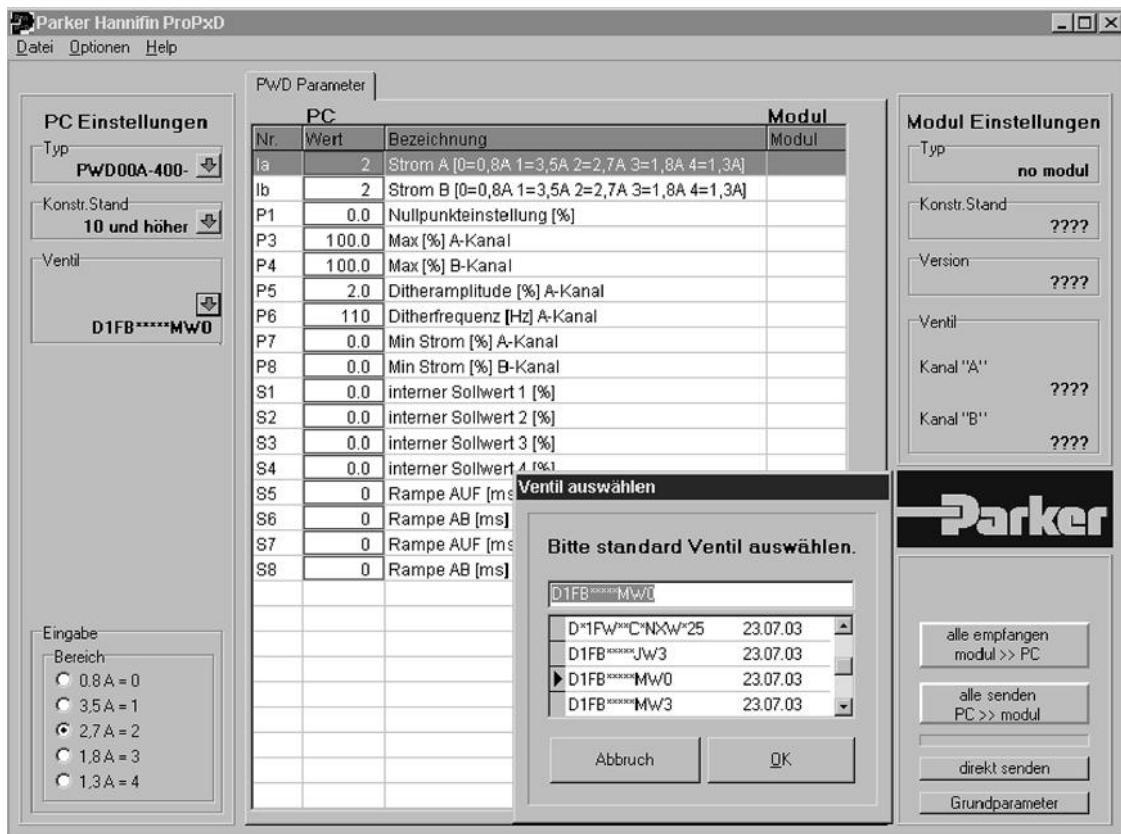 Parker Hannifin ProPxD
Datei Optionen Help
PC Einstellungen
Typ
PWD00A-400-
Konstr.Stand
10 und höher
Ventil
D1FB*****MW0
Eingabe
Bereich
0.8 A = 0
3,5 A = 1
2,7 A = 2
1,8 A = 3
1,3 A = 4
PWD Parameter
PC Modul
Nr. Wert Bezeichnung Modul
Ia 2 Strom A [0=0,8A 1=3,5A 2=2,7A 3=1,8A 4=1,3A]
Ib 2 Strom B [0=0,8A 1=3,5A 2=2,7A 3=1,8A 4=1,3A]
P1 0.0 Nullpunkteinstellung [%]
P3 100.0 Max [%] A-Kanal
P4 100.0 Max [%] B-Kanal
P5 2.0 Ditheramplitude [%] A-Kanal
P6 110 Ditherfrequenz [Hz] A-Kanal
P7 0.0 Min Strom [%] A-Kanal
P8 0.0 Min Strom [%] B-Kanal
S1 0.0 interner Sollwert 1 [%]
S2 0.0 interner Sollwert 2 [%]
S3 0.0 interner Sollwert 3 [%]
S4 0.0 interner Sollwert 4 [%]
S5 0 Rampe AUF [ms
S6 0 Rampe AB [ms]
S7 0 Rampe AUF [ms
S8 0 Rampe AB [ms]
Ventil auswählen
Bitte standard Ventil auswählen.
D1FB*****MW0
D*1FW**C*NXW*25 23.07.03
D1FB*****JW3 23.07.03
D1FB*****MW0 23.07.03
D1FB*****MW3 23.07.03
Abbruch OK
Modul Einstellungen
Typ
no modul
Konstr.Stand
????
Version
????
Ventil
Kanal "A"
????
Kanal "B"
????
Parker
alle empfangen
modul >> PC
alle senden
PC >> modul
direkt senden
Grundparameter